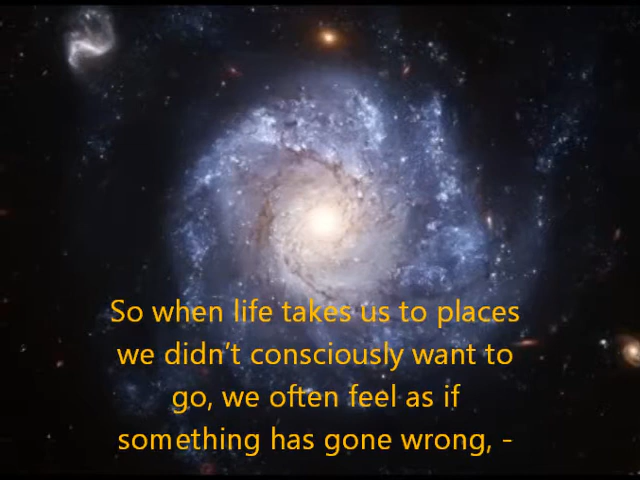 So when life takes us to places
we didn’t consciously want to
go, we often feel as if
something has gone wrong, -